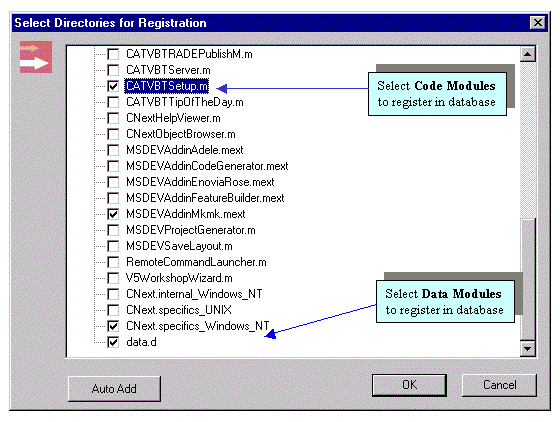 Select Directories for Registration
CATVBTRADEPublishM.m
CATVBTServer.m
CATVBTSetup.m
CATVBTTipOfTheDay.m
CNextHelpViewer.m
CNextObjectBrowser.m
MSDEVAddinAdele.mext
MSDEVAddinCodeGenerator.mext
MSDEVAddinEnoviaRose.mext
MSDEVAddinFeatureBuilder.mext
MSDEVAddinMkmk.mext
MSDEVProjectGenerator.m
MSDEVSaveLayout.m
RemoteCommandLauncher.m
V5WorkshopWizard.m
CNext.internal_Windows_NT
CNext.specifics_UNIX
CNext.specifics_Windows_NT
data.d
Select Code Modules
to register in database
Select Data Modules
to register in database
Auto Add
OK
Cancel